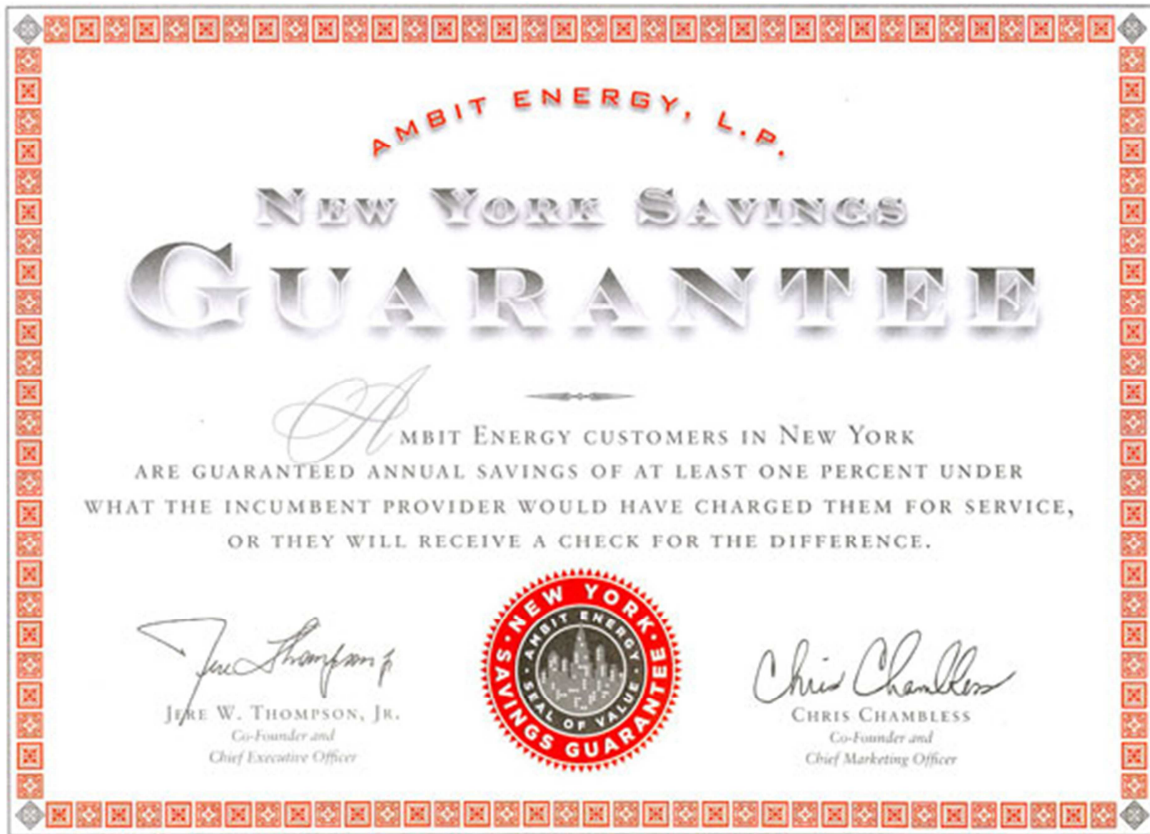 AMBIT ENERGY, L.P.
NEW YORK SAVINGS
GUARANTEE
AMBIT ENERGY CUSTOMERS IN NEW YORK
ARE GUARANTEED ANNUAL SAVINGS OF AT LEAST ONE PERCENT UNDER
WHAT THE INCUMBENT PROVIDER WOULD HAVE CHARGED THEM FOR SERVICE,
OR THEY WILL RECEIVE A CHECK FOR THE DIFFERENCE.
Jere Thompson Jr
JERE W. THOMPSON, JR.
Co-Founder and
Chief Executive Officer
NEW YORK
SAVINGS GUARANTEE
AMBIT ENERGY
SEAL OF VALUE
Chris Chambless
CHRIS CHAMBLESS
Co-Founder and
Chief Marketing Officer